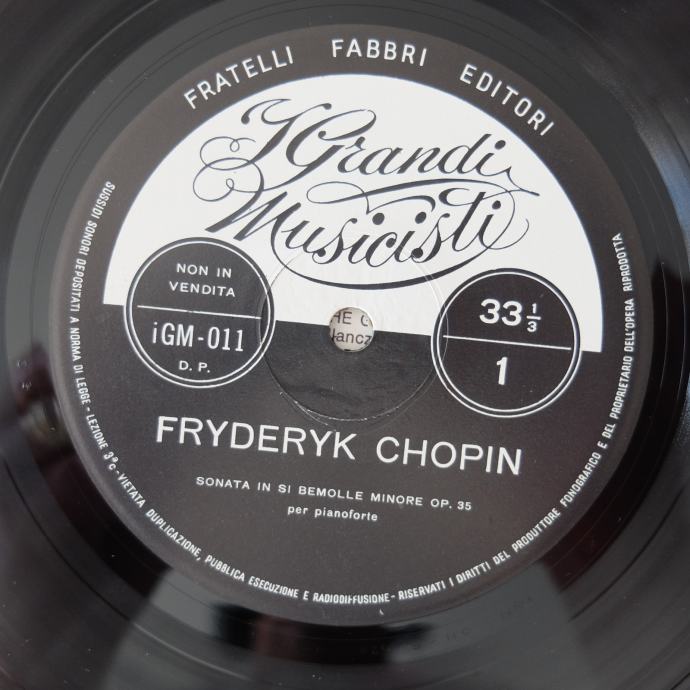 FRATELLI FABBRI EDITORI
I Grandi
Musicisti
NON IN
VENDITA
iGM-011
D. P.
33 1/3
1
HE G
Hancz
FRYDERYK CHOPIN
SONATA IN SI BEMOLLE MINORE OP. 35
per pianoforte
SUSSIDI SONORI DEPOSITATI A NORMA DI LEGGE - LEZIONE 3ª c - VIETATA DUPLICAZIONE, PUBBLICA ESECUZIONE E RADIODIFFUSIONE - RISERVATI I DIRITTI DEL PRODUTTORE FONOGRAFICO E DEL PROPRIETARIO DELL'OPERA RIPRODOTTA